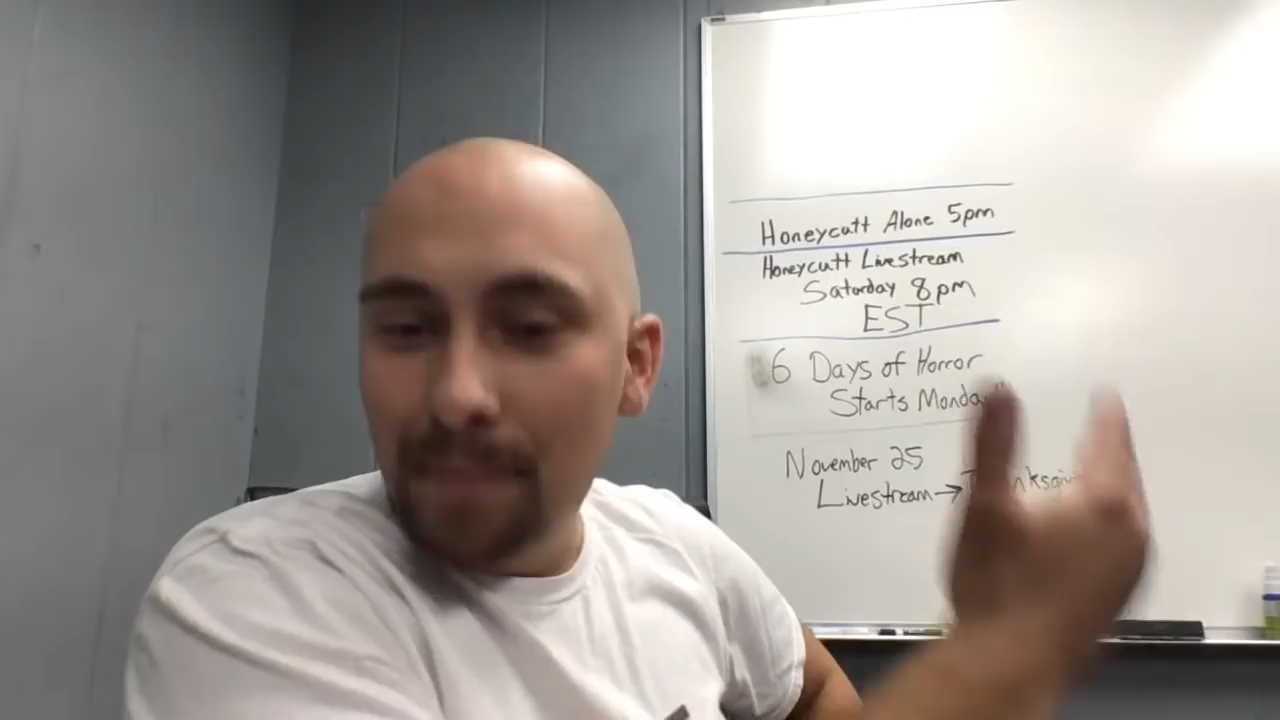 Honeycutt Alone 5pm
Honeycutt Livestream
Saturday 8pm
EST
6 Days of Horror
Starts Monday
November 25
Livestream →